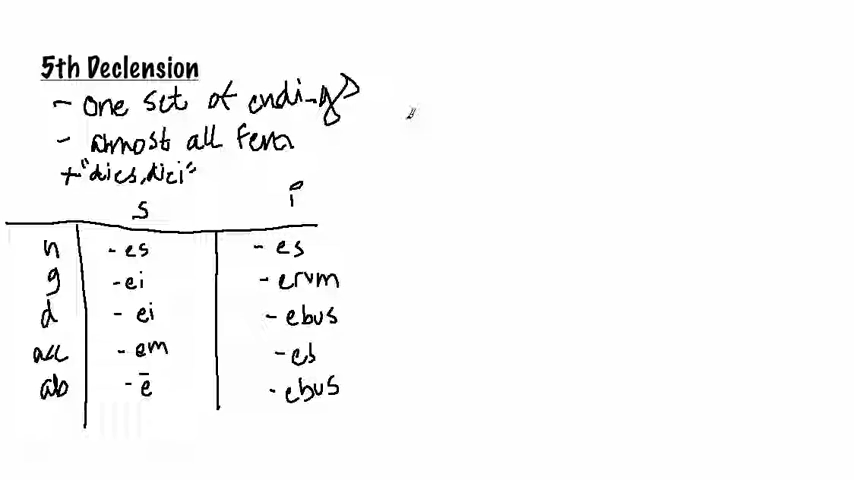 5th Declension
- one set of endings
- almost all fem
+ "dies, diei"
s p
n -es -es
g -ei -erum
d -ei -ebus
acc -em -es
ab -ē -ebus